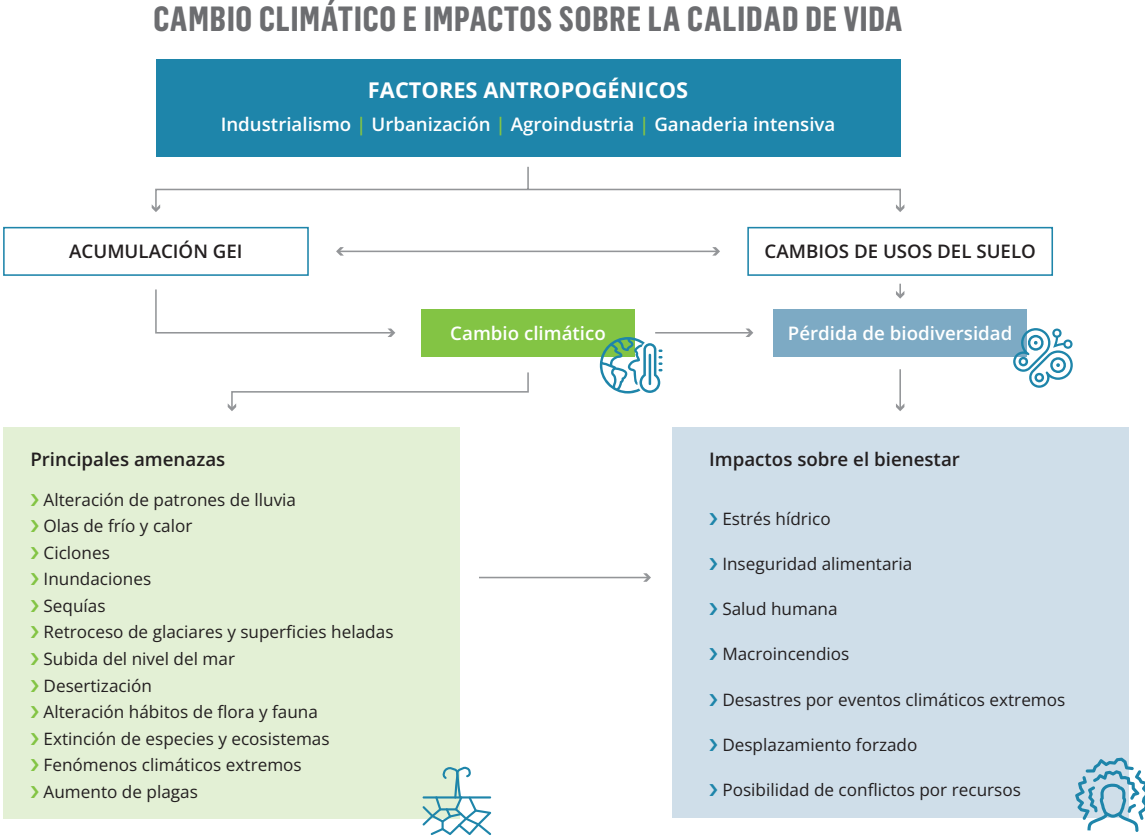 CAMBIO CLIMÁTICO E IMPACTOS SOBRE LA CALIDAD DE VIDA
FACTORES ANTROPOGÉNICOS
Industrialismo | Urbanización | Agroindustria | Ganaderia intensiva
ACUMULACIÓN GEI
CAMBIOS DE USOS DEL SUELO
Cambio climático
Pérdida de biodiversidad
Principales amenazas
› Alteración de patrones de lluvia
› Olas de frío y calor
› Ciclones
› Inundaciones
› Sequías
› Retroceso de glaciares y superficies heladas
› Subida del nivel del mar
› Desertización
› Alteración hábitos de flora y fauna
› Extinción de especies y ecosistemas
› Fenómenos climáticos extremos
› Aumento de plagas
Impactos sobre el bienestar
› Estrés hídrico
› Inseguridad alimentaria
› Salud humana
› Macroincendios
› Desastres por eventos climáticos extremos
› Desplazamiento forzado
› Posibilidad de conflictos por recursos